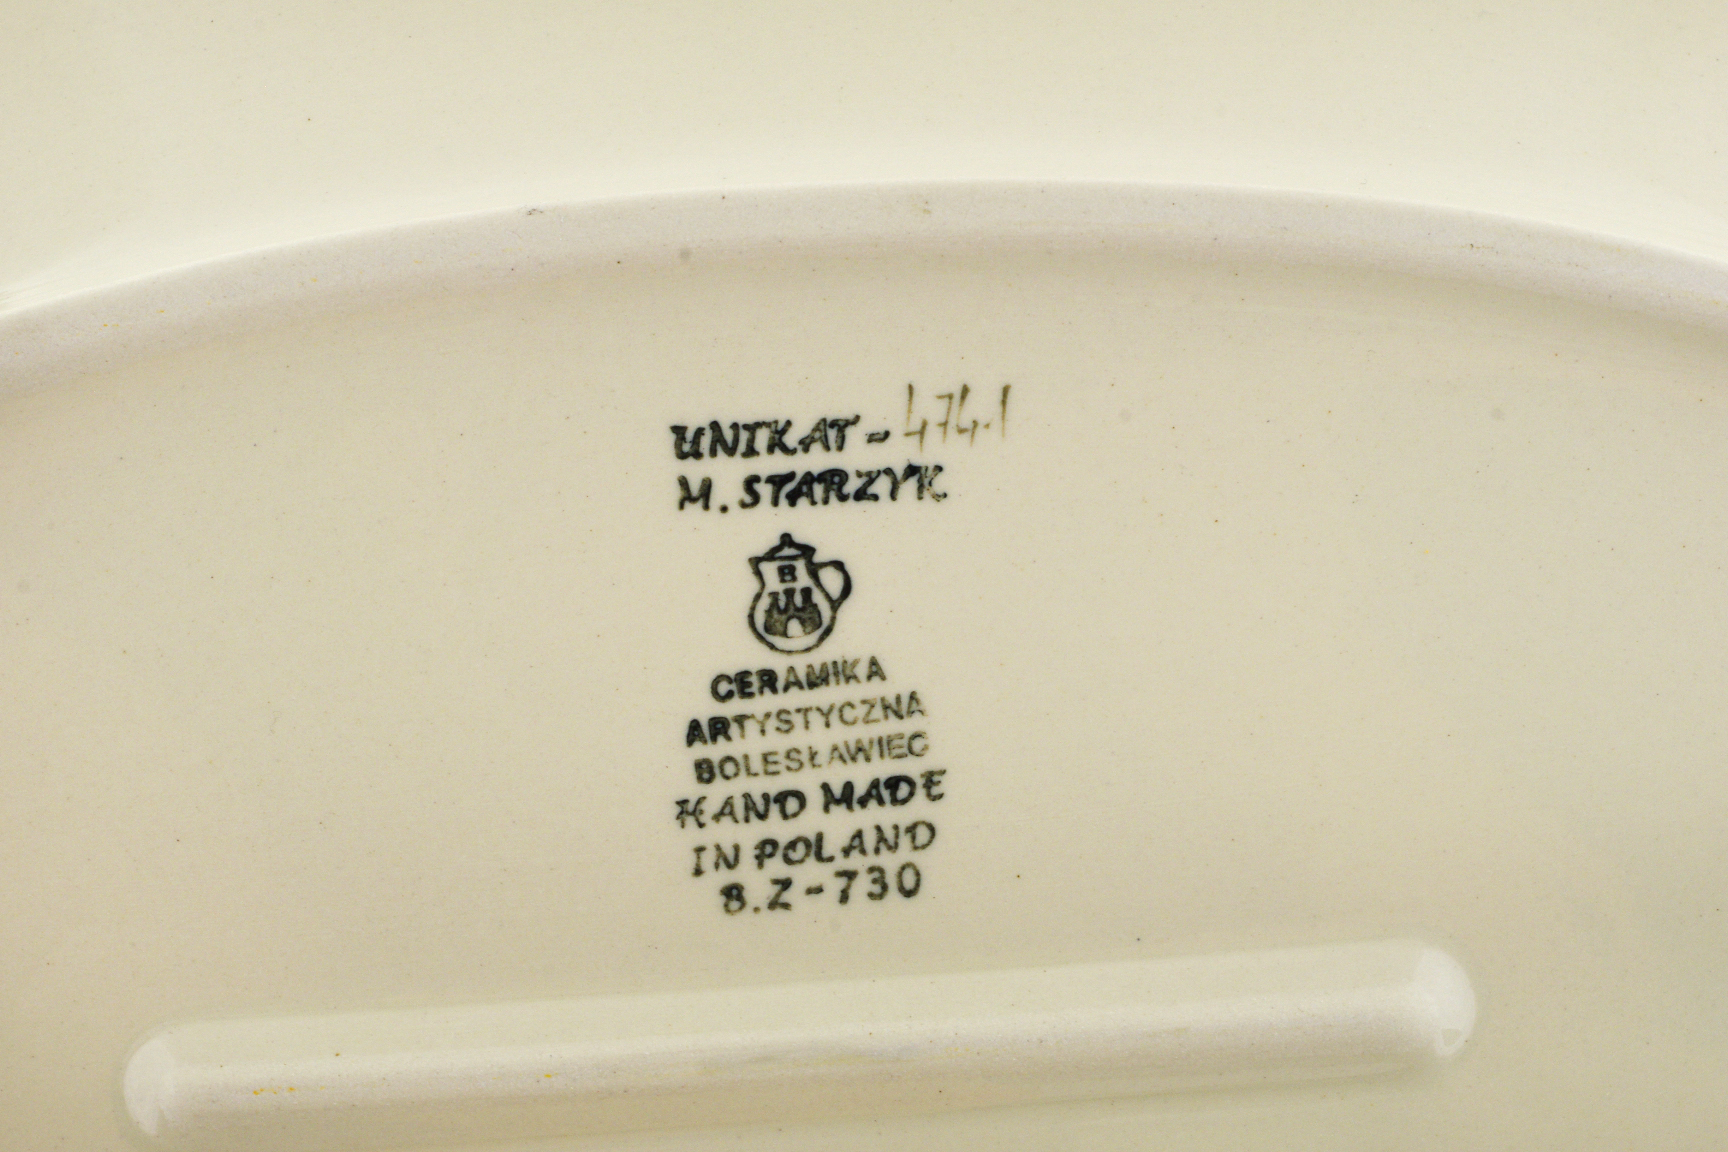 UNIKAT - 474.1
M. STARZYK
B
CERAMIKA
ARTYSTYCZNA
BOLESŁAWIEC
HAND MADE
IN POLAND
B.Z-730